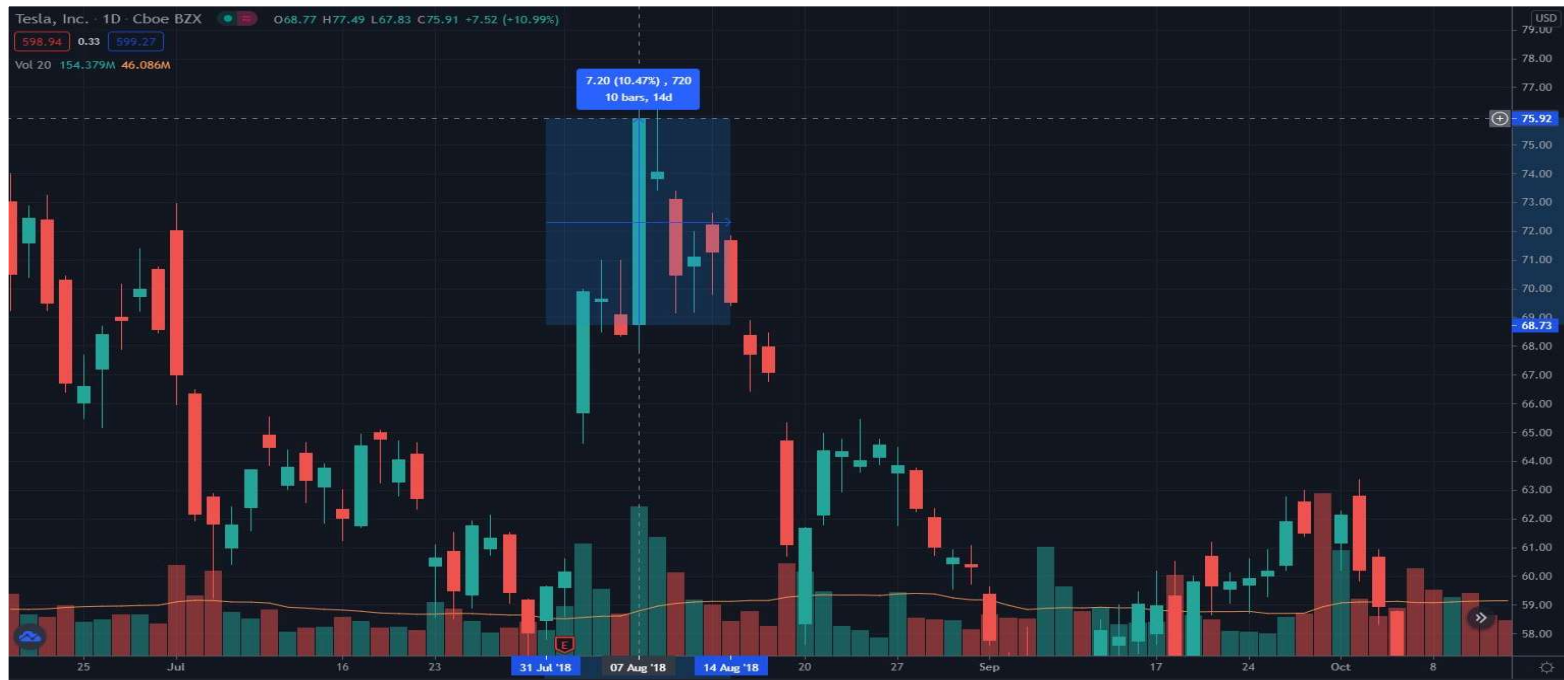 Tesla, Inc. · 1D · Cboe BZX O68.77 H77.49 L67.83 C75.91 +7.52 (+10.99%)
598.94 0.33 599.27
Vol 20 154.379M 46.086M
7.20 (10.47%) , 720
10 bars, 14d
USD
79.00
78.00
77.00
75.92
75.00
74.00
73.00
72.00
71.00
70.00
69.00
68.73
68.00
67.00
66.00
65.00
64.00
63.00
62.00
61.00
60.00
59.00
58.00
E
25 Jul 16 23 31 Jul '18 07 Aug '18 14 Aug '18 20 27 Sep 17 24 Oct 8